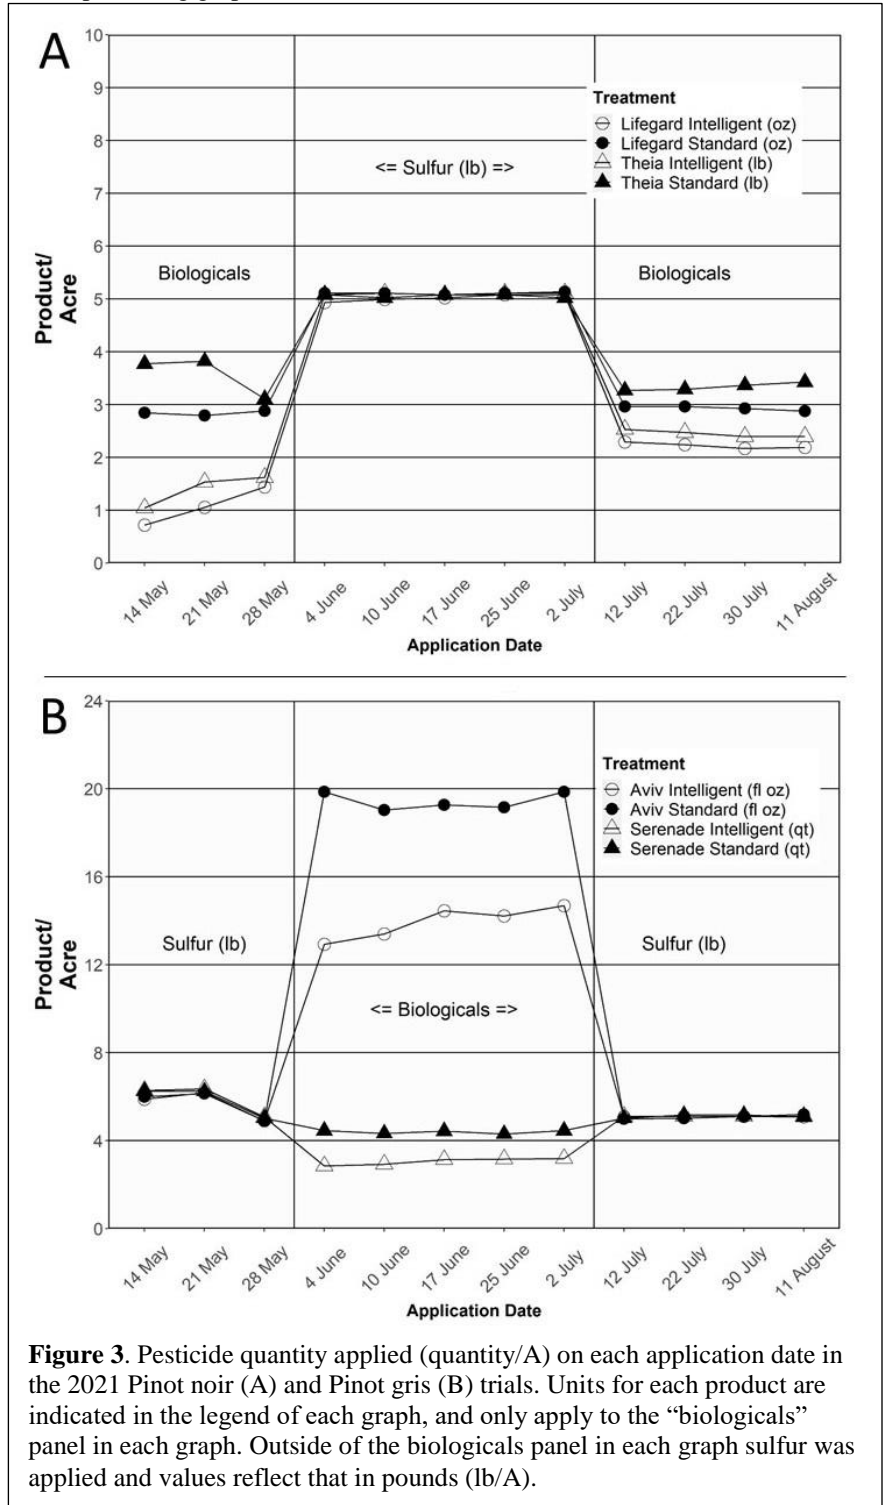 A
10
9
8
7
6
5
4
3
2
1
0
Product/
Acre
Treatment
Lifegard Intelligent (oz)
Lifegard Standard (oz)
Theia Intelligent (lb)
Theia Standard (lb)
<= Sulfur (lb) =>
Biologicals
Biologicals
14 May
21 May
28 May
4 June
10 June
17 June
25 June
2 July
12 July
22 July
30 July
11 August
Application Date
B
24
20
16
12
8
4
0
Product/
Acre
Treatment
Aviv Intelligent (fl oz)
Aviv Standard (fl oz)
Serenade Intelligent (qt)
Serenade Standard (qt)
Sulfur (lb)
Sulfur (lb)
<= Biologicals =>
14 May
21 May
28 May
4 June
10 June
17 June
25 June
2 July
12 July
22 July
30 July
11 August
Application Date
Figure 3. Pesticide quantity applied (quantity/A) on each application date in
the 2021 Pinot noir (A) and Pinot gris (B) trials. Units for each product are
indicated in the legend of each graph, and only apply to the “biologicals”
panel in each graph. Outside of the biologicals panel in each graph sulfur was
applied and values reflect that in pounds (lb/A).